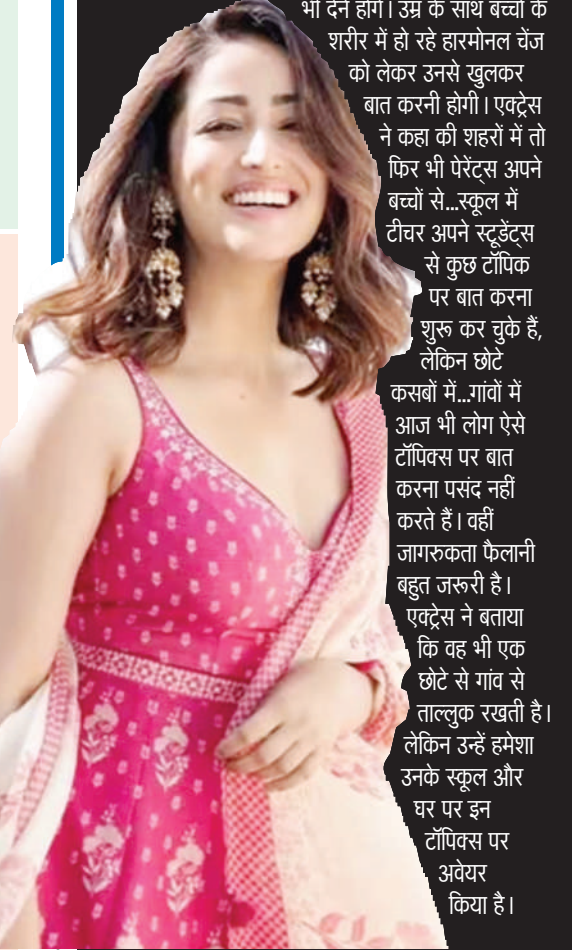 भी देने होंगे। उम्र के साथ बच्चों के
शरीर में हो रहे हारमोनल चेंज
को लेकर उनसे खुलकर
बात करनी होगी। एक्ट्रेस
ने कहा की शहरों में तो
फिर भी पेरेंट्स अपने
बच्चों से...स्कूल में
टीचर अपने स्टूडेंट्स
से कुछ टॉपिक
पर बात करना
शुरू कर चुके हैं,
लेकिन छोटे
कसबों में...गांवों में
आज भी लोग ऐसे
टॉपिक्स पर बात
करना पसंद नहीं
करते हैं। वहीं
जागरुकता फैलानी
बहुत जरूरी है।
एक्ट्रेस ने बताया
कि वह भी एक
छोटे से गांव से
ताल्लुक रखती है।
लेकिन उन्हें हमेशा
उनके स्कूल और
घर पर इन
टॉपिक्स पर
अवेयर
किया है।